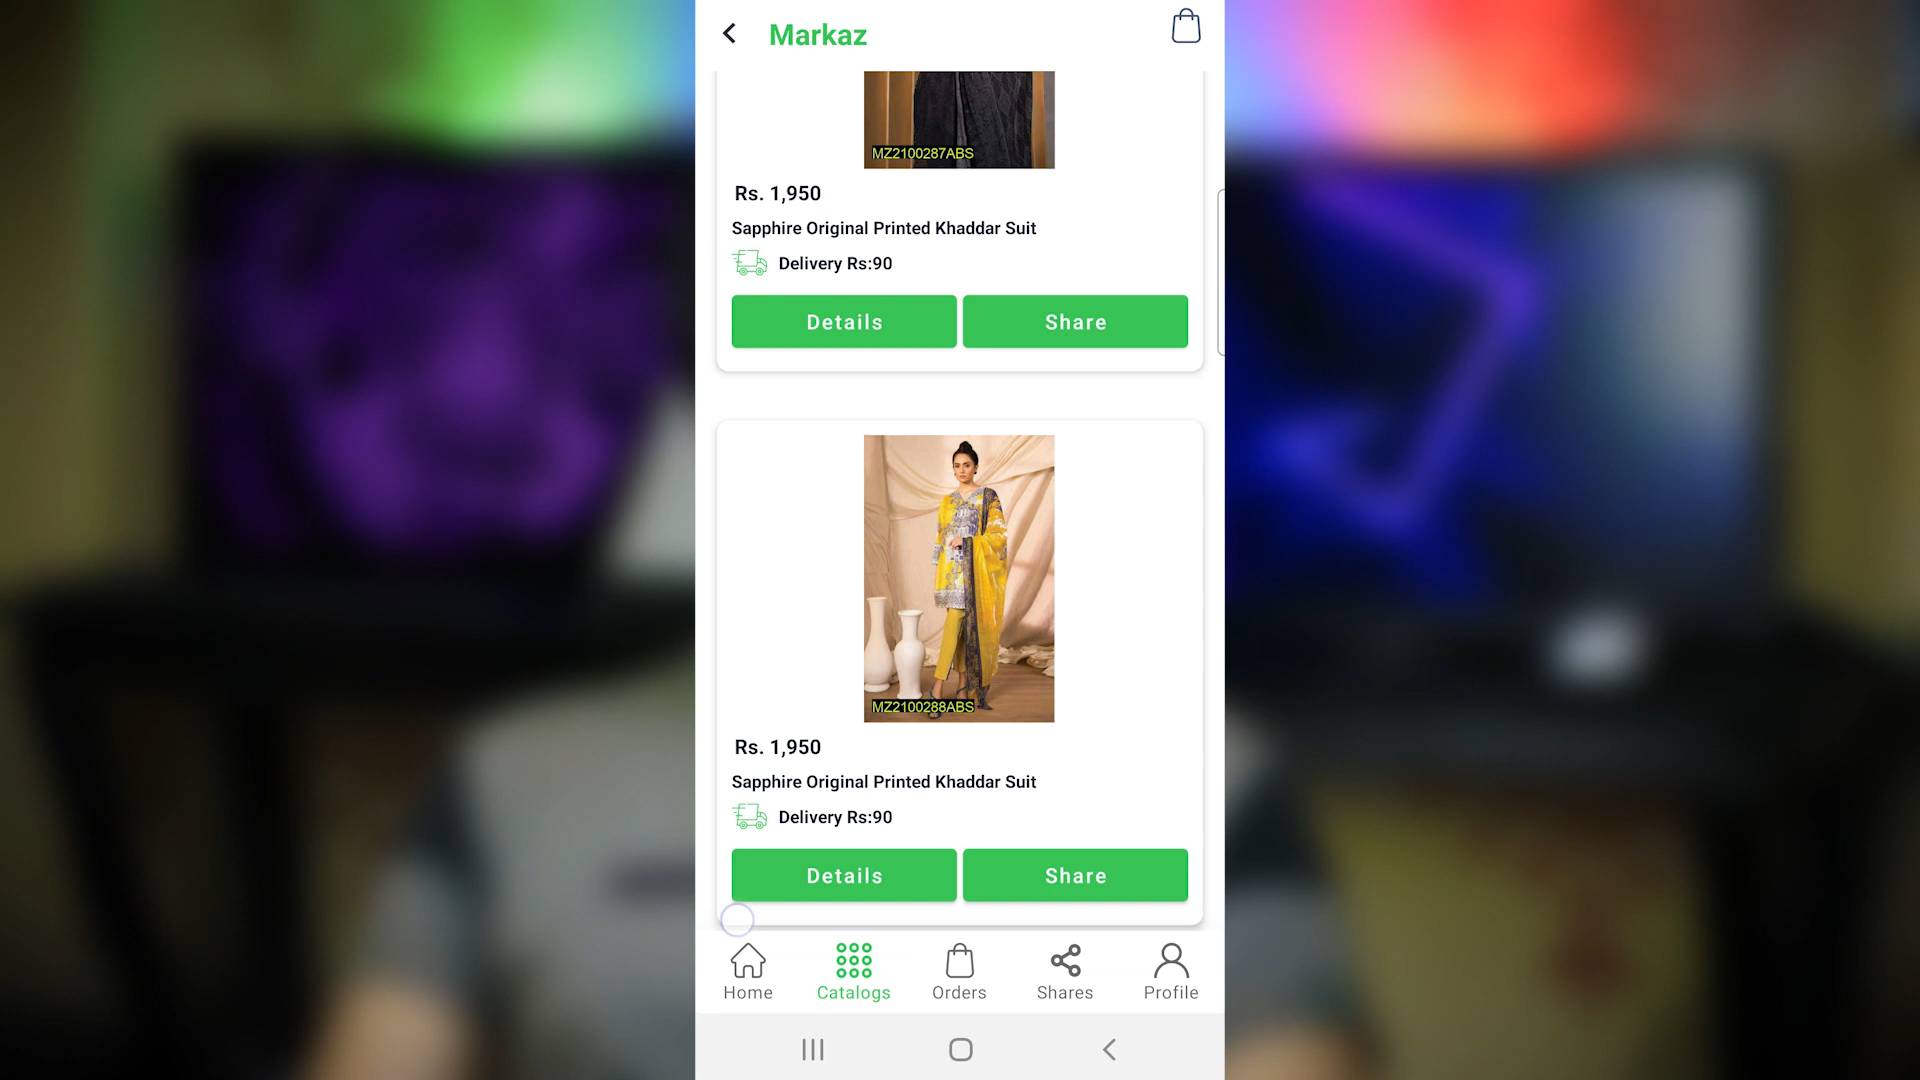 Markaz
MZ2100287ABS
Rs. 1,950
Sapphire Original Printed Khaddar Suit
Delivery Rs:90
Details Share
MZ2100288ABS
Rs. 1,950
Sapphire Original Printed Khaddar Suit
Delivery Rs:90
Details Share
Home Catalogs Orders Shares Profile